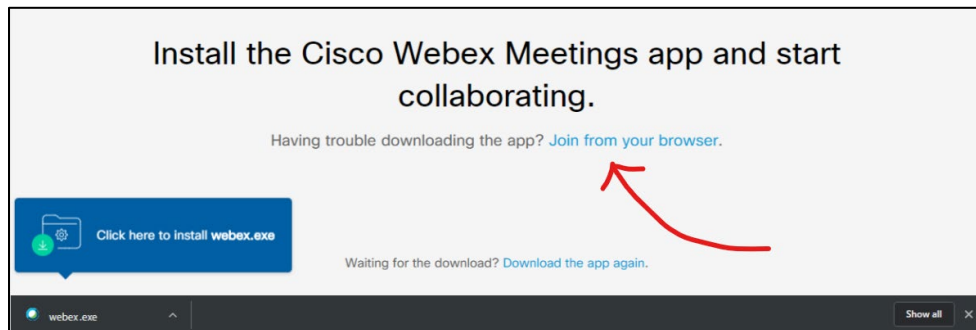 Install the Cisco Webex Meetings app and start
collaborating.
Having trouble downloading the app? Join from your browser.
Click here to install webex.exe
Waiting for the download? Download the app again.
webex.exe
Show all